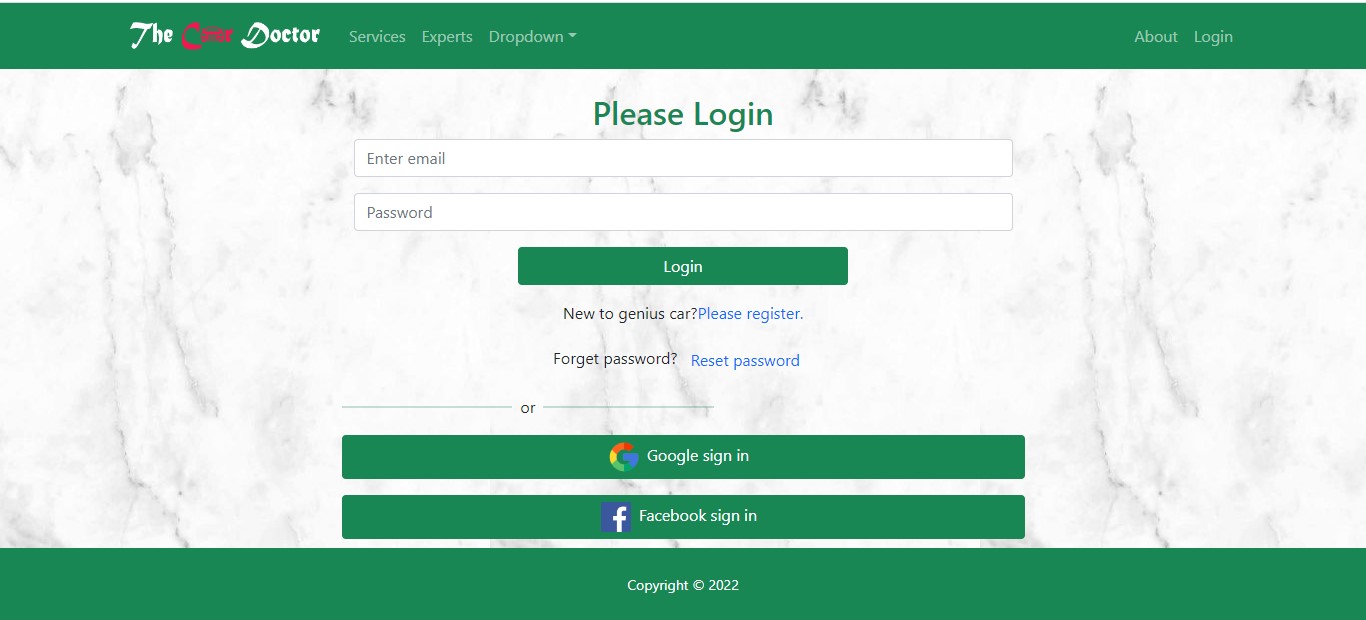 The Doctor Services Experts Dropdown About Login
Please Login
Enter email
Password
Login
New to genius car?Please register.
Forget password? Reset password
or
Google sign in
Facebook sign in
Copyright © 2022